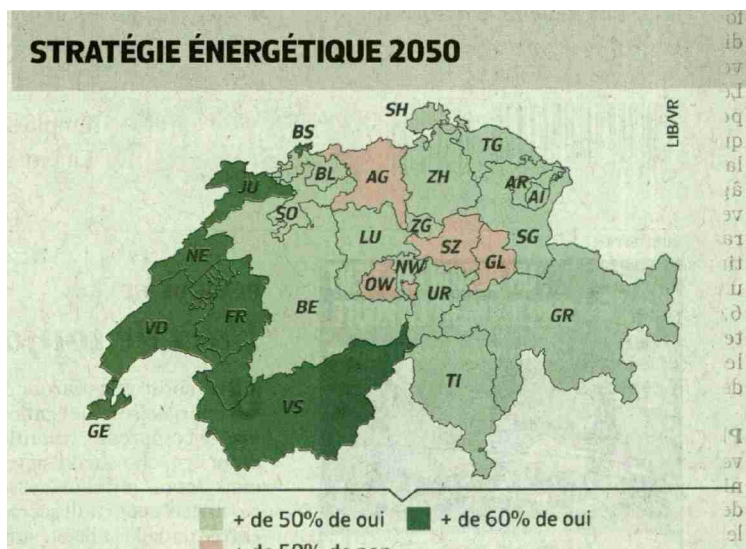 STRATÉGIE ÉNERGÉTIQUE 2050
LIB/VR
SH
BS
TG
JU
BL
AG
ZH
AR
AI
SO
ZG
LU
SG
NE
SZ
NW
GL
OW
UR
VD
FR
BE
GR
TI
VS
GE
+ de 50% de oui
+ de 60% de oui